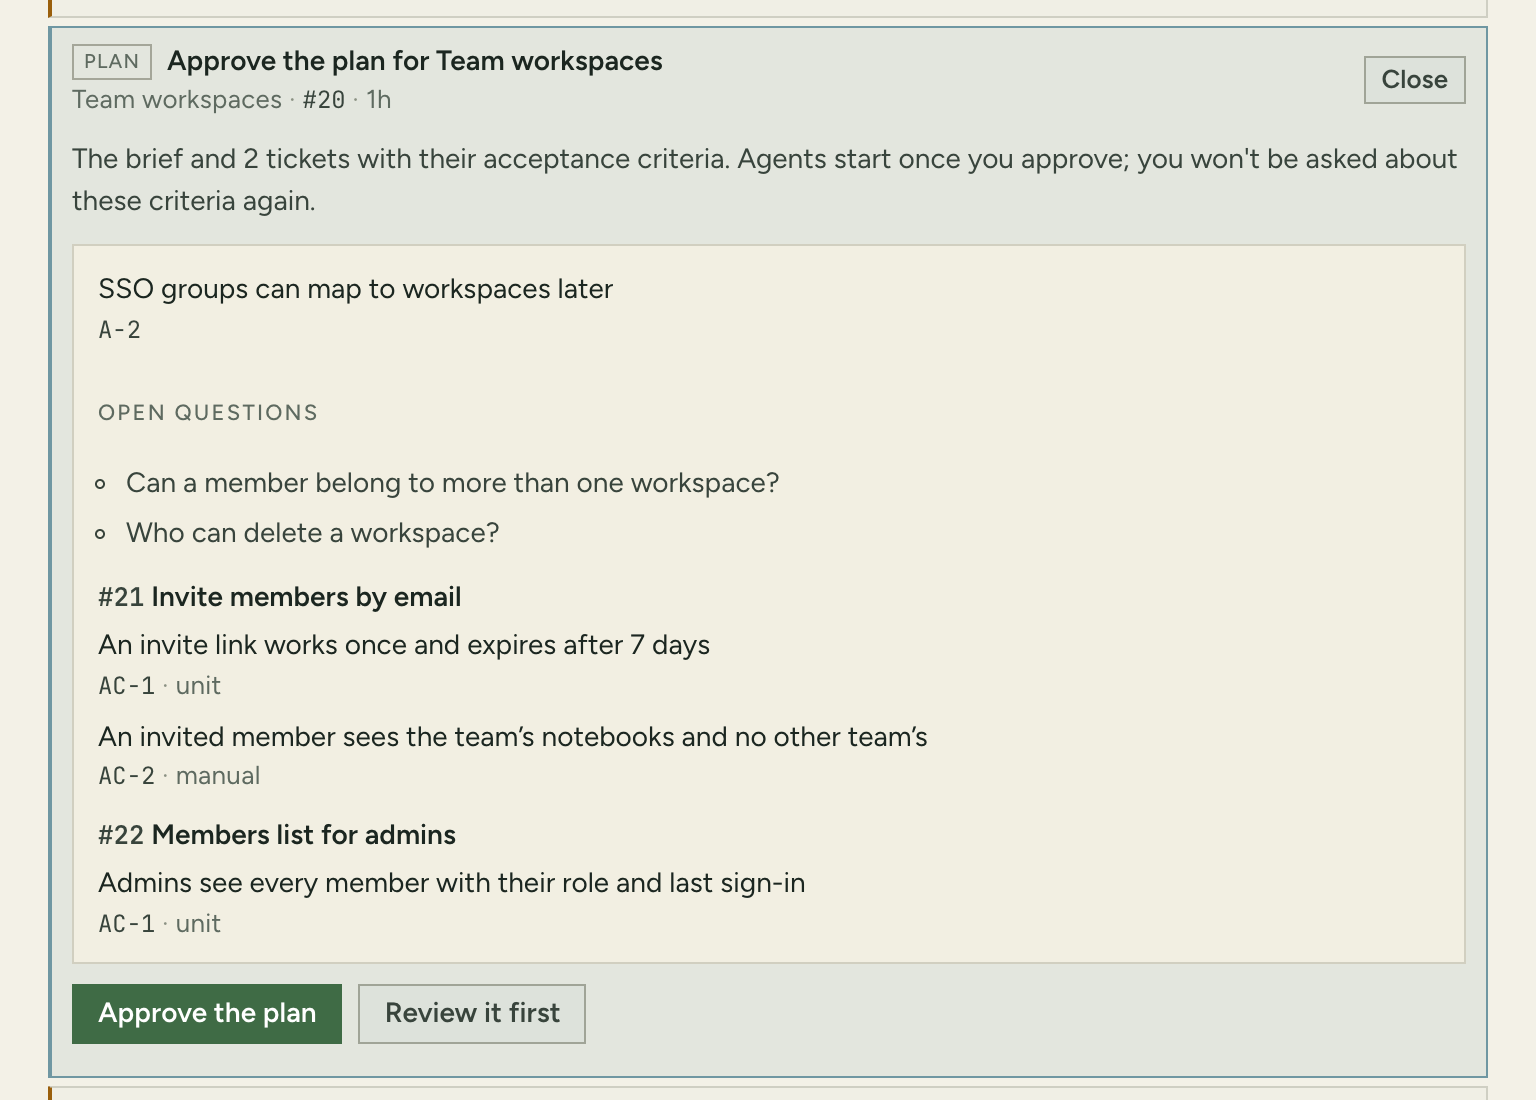 PLAN Approve the plan for Team workspaces
Team workspaces · #20 · 1h
Close
The brief and 2 tickets with their acceptance criteria. Agents start once you approve; you won't be asked about
these criteria again.
SSO groups can map to workspaces later
A-2
OPEN QUESTIONS
Can a member belong to more than one workspace?
Who can delete a workspace?
#21 Invite members by email
An invite link works once and expires after 7 days
AC-1 · unit
An invited member sees the team’s notebooks and no other team’s
AC-2 · manual
#22 Members list for admins
Admins see every member with their role and last sign-in
AC-1 · unit
Approve the plan
Review it first